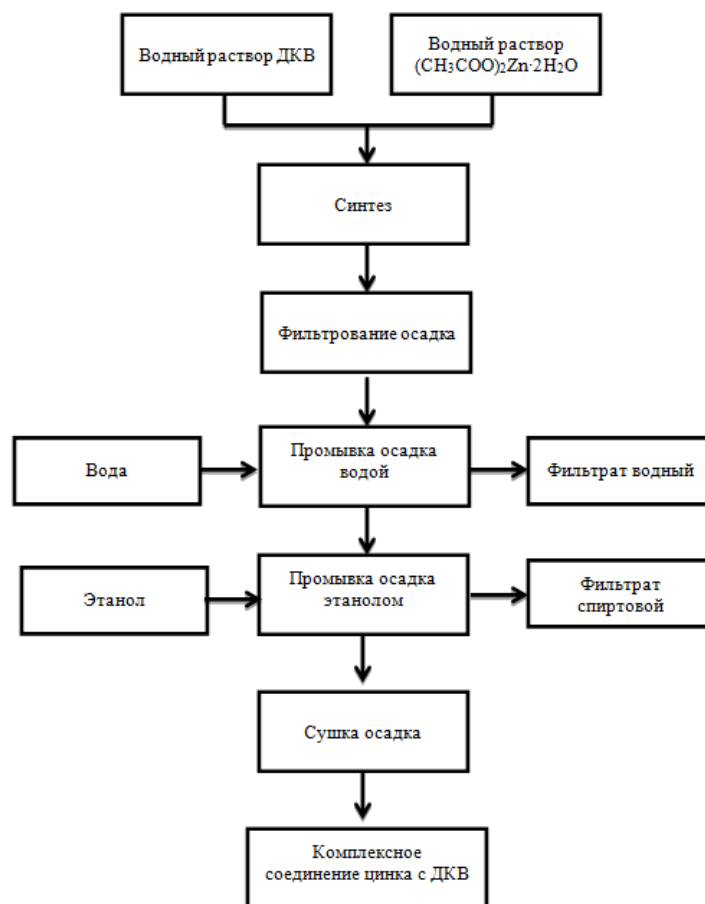 Водный раствор ДКВ
Водный раствор
(CH₃COO)₂Zn·2H₂O
Синтез
Фильтрование осадка
Вода
Промывка осадка
водой
Фильтрат водный
Этанол
Промывка осадка
этанолом
Фильтрат
спиртовой
Сушка осадка
Комплексное
соединение цинка с ДКВ